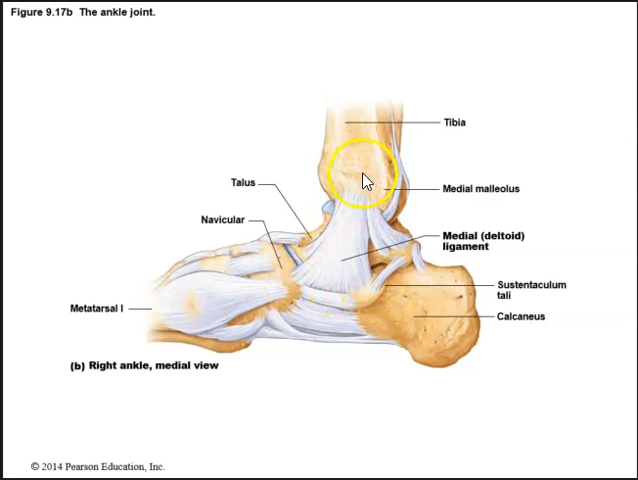 Figure 9.17b The ankle joint.
Tibia
Talus
Medial malleolus
Navicular
Medial (deltoid)
ligament
Sustentaculum
tali
Metatarsal I
Calcaneus
(b) Right ankle, medial view
© 2014 Pearson Education, Inc.